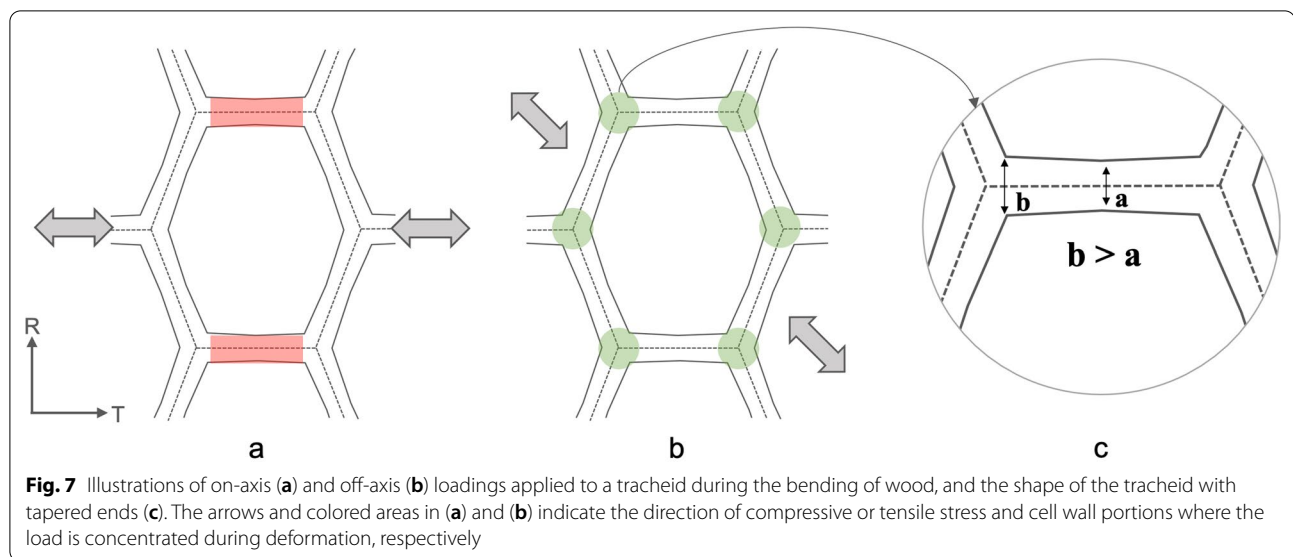 b
a
b > a
R
T
a
b
c
Fig. 7 Illustrations of on-axis (a) and off-axis (b) loadings applied to a tracheid during the bending of wood, and the shape of the tracheid with
tapered ends (c). The arrows and colored areas in (a) and (b) indicate the direction of compressive or tensile stress and cell wall portions where the
load is concentrated during deformation, respectively